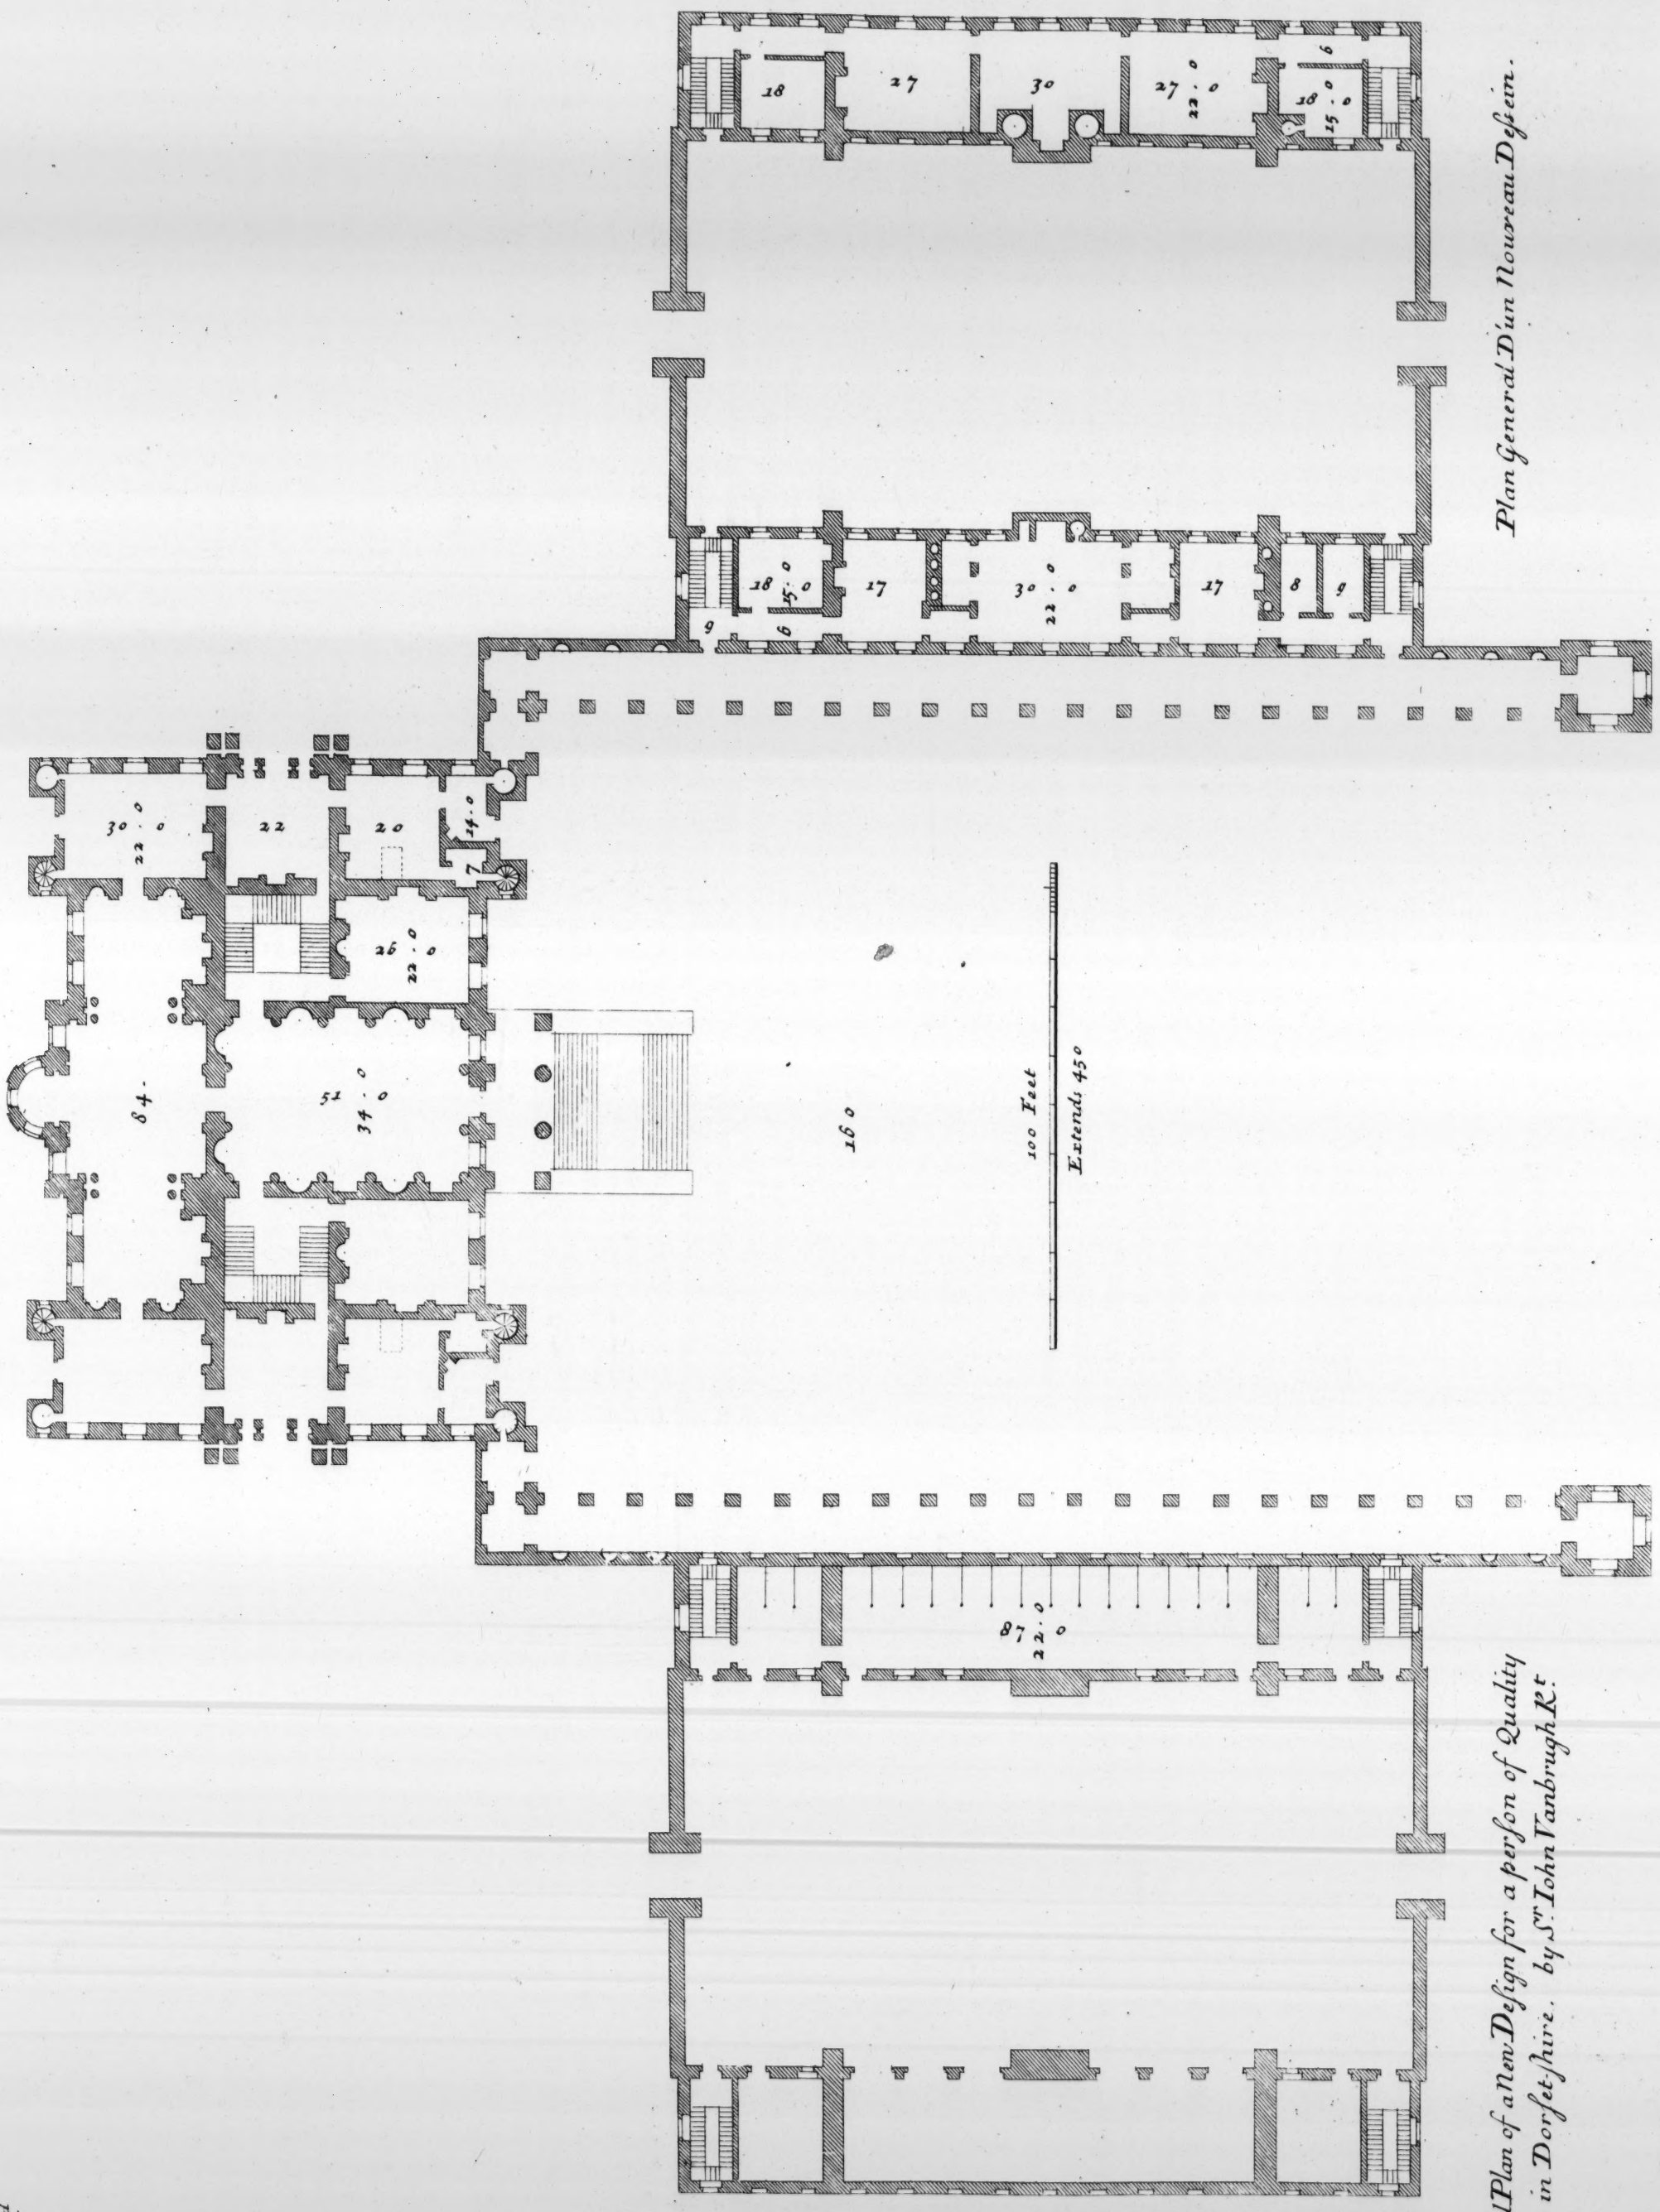 18
27
30
27
22 . 0
18
15 . 0
6
18
15 . 0
17
30 . 0
22 . 0
17
8
9
9
6
30 . 0
22 . 0
22
20
14 . 0
7
26 . 0
22 . 0
84 .
51 . 0
34 . 0
160
100 Feet
Extends 450
87 . 0
22 . 0
Plan of a new Deſign for a perſon of Quality
in Dorſet-ſhire. by Sr. Iohn Vanbrugh Kt.
Plan General D'un Nouveau Deſsein.